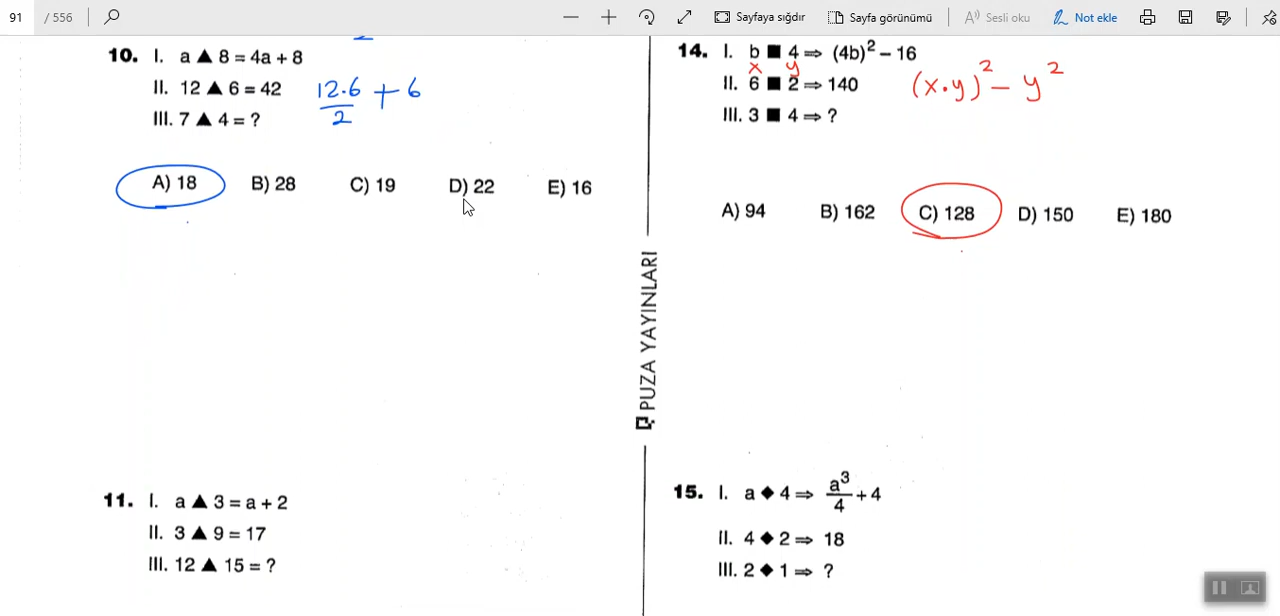 91 / 556 Sayfaya sığdır Sayfa görünümü Sesli oku Not ekle
10. I. a ▲ 8 = 4a + 8
II. 12 ▲ 6 = 42 12.6/2 + 6
III. 7 ▲ 4 = ?
A) 18 B) 28 C) 19 D) 22 E) 16
11. I. a ▲ 3 = a + 2
II. 3 ▲ 9 = 17
III. 12 ▲ 15 = ?
PUZA YAYINLARI
14. I. b ■ 4 ⇒ (4b)² – 16
x y
II. 6 ■ 2 ⇒ 140 (x.y)² – y²
III. 3 ■ 4 ⇒ ?
A) 94 B) 162 C) 128 D) 150 E) 180
15. I. a ◆ 4 ⇒ a³/4 + 4
II. 4 ◆ 2 ⇒ 18
III. 2 ◆ 1 ⇒ ?